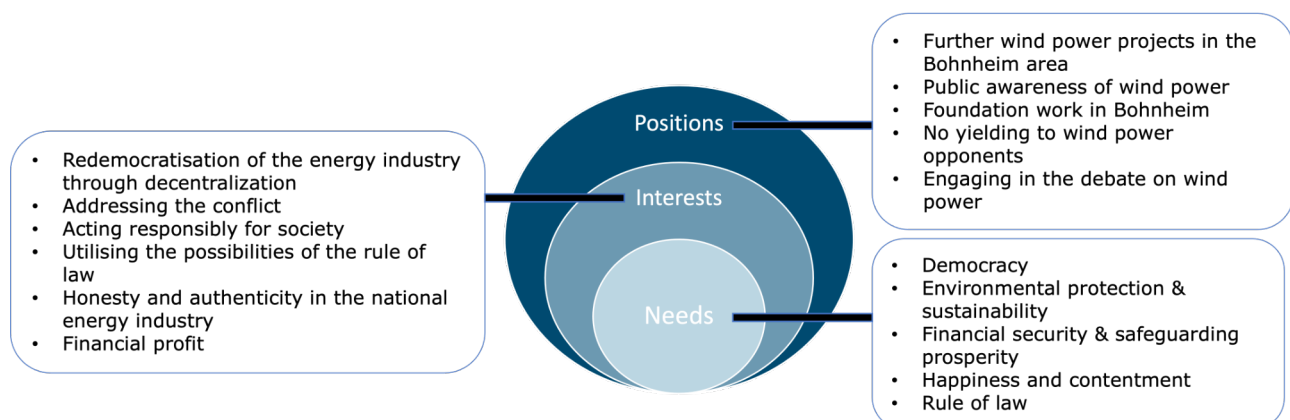 • Further wind power projects in the
Bohnheim area
• Public awareness of wind power
• Foundation work in Bohnheim
• No yielding to wind power
opponents
• Engaging in the debate on wind
power
Positions
• Redemocratisation of the energy industry
through decentralization
• Addressing the conflict
• Acting responsibly for society
• Utilising the possibilities of the rule of
law
• Honesty and authenticity in the national
energy industry
• Financial profit
Interests
Needs
• Democracy
• Environmental protection &
sustainability
• Financial security & safeguarding
prosperity
• Happiness and contentment
• Rule of law